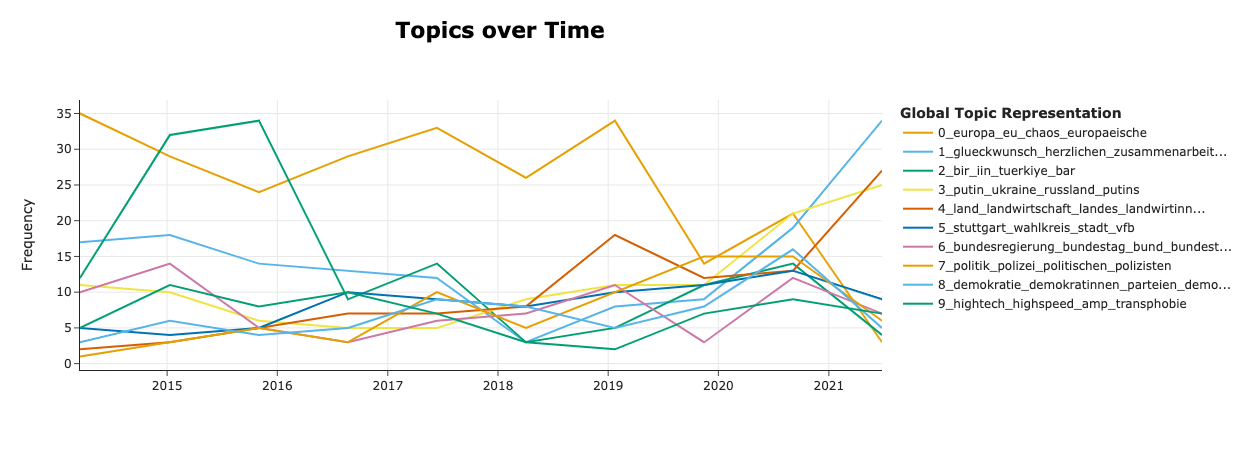 Topics over Time
Global Topic Representation
0_europa_eu_chaos_europaeische
1_glueckwunsch_herzlichen_zusammenarbeit...
2_bir_iin_tuerkiye_bar
3_putin_ukraine_russland_putins
4_land_landwirtschaft_landes_landwirtinn...
5_stuttgart_wahlkreis_stadt_vfb
6_bundesregierung_bundestag_bund_bundest...
7_politik_polizei_politischen_polizisten
8_demokratie_demokratinnen_parteien_demo...
9_hightech_highspeed_amp_transphobie
Frequency
35
30
25
20
15
10
5
0
2015 2016 2017 2018 2019 2020 2021